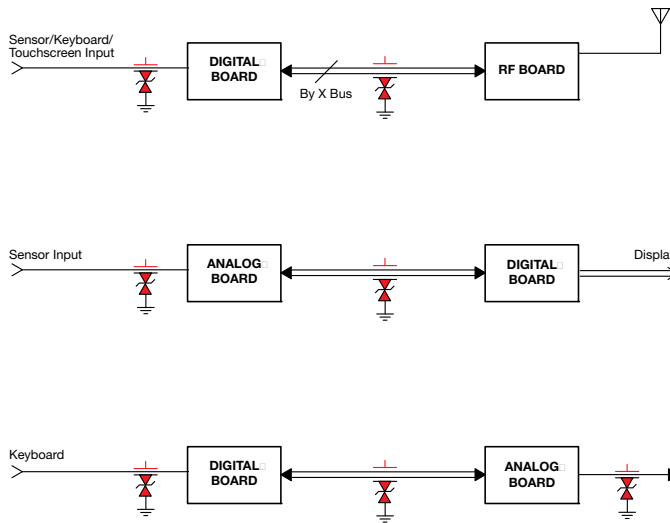 Sensor/Keyboard/
Touchscreen Input
DIGITAL
BOARD
By X Bus
RF BOARD
Sensor Input
ANALOG
BOARD
DIGITAL
BOARD
Display
Keyboard
DIGITAL
BOARD
ANALOG
BOARD